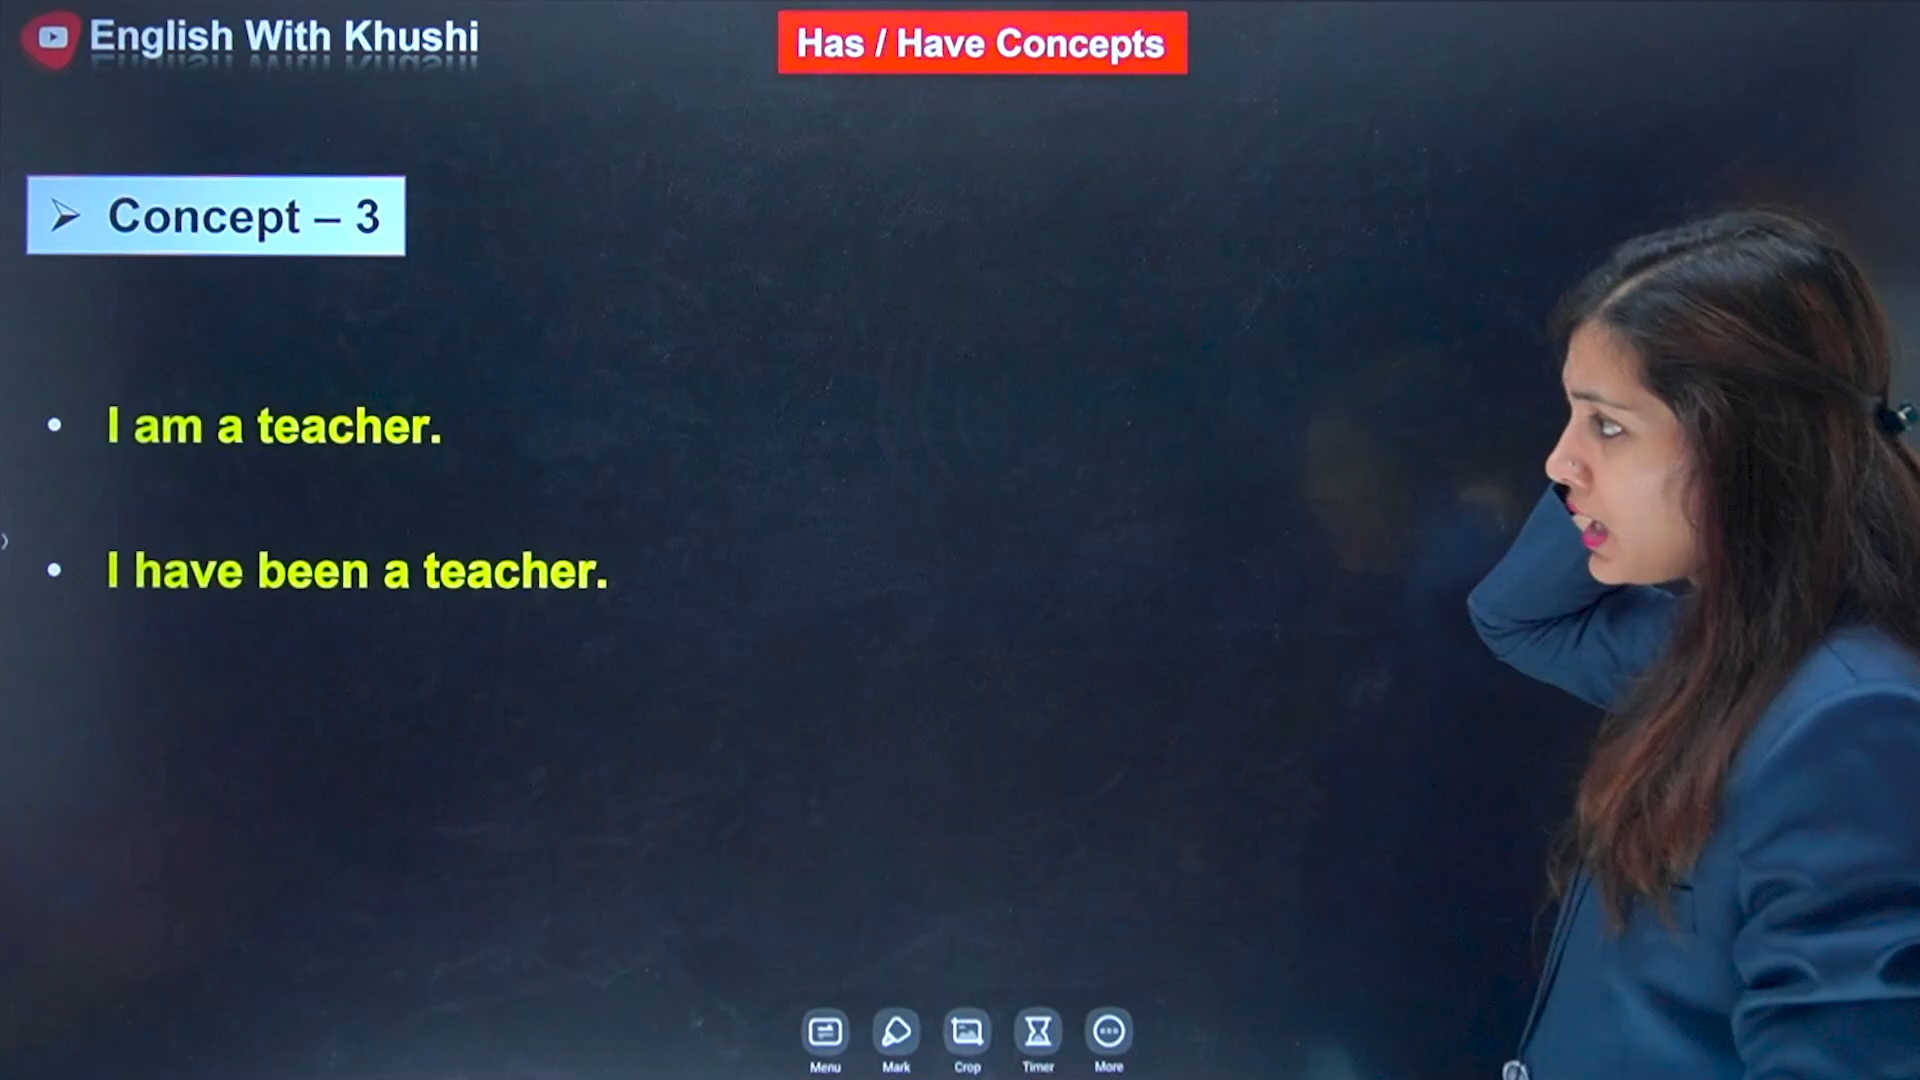 English With Khushi
Has / Have Concepts
➢ Concept – 3
• I am a teacher.
• I have been a teacher.
Menu Mark Crop Timer More